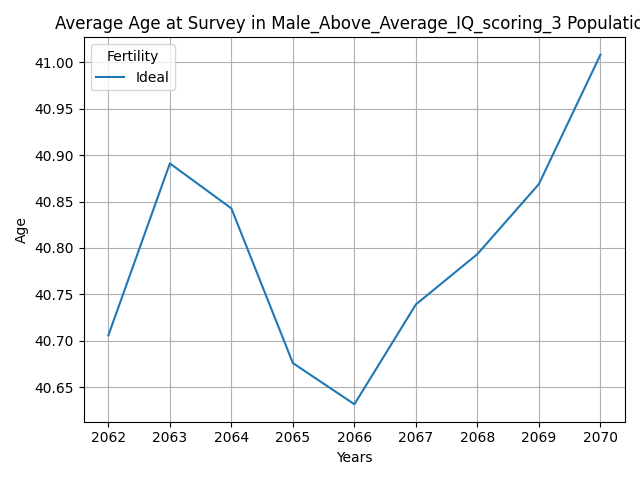 Average Age at Survey in Male_Above_Average_IQ_scoring_3 Populatio
Fertility
Ideal
41.00
40.95
40.90
40.85
40.80
40.75
40.70
40.65
Age
2062 2063 2064 2065 2066 2067 2068 2069 2070
Years